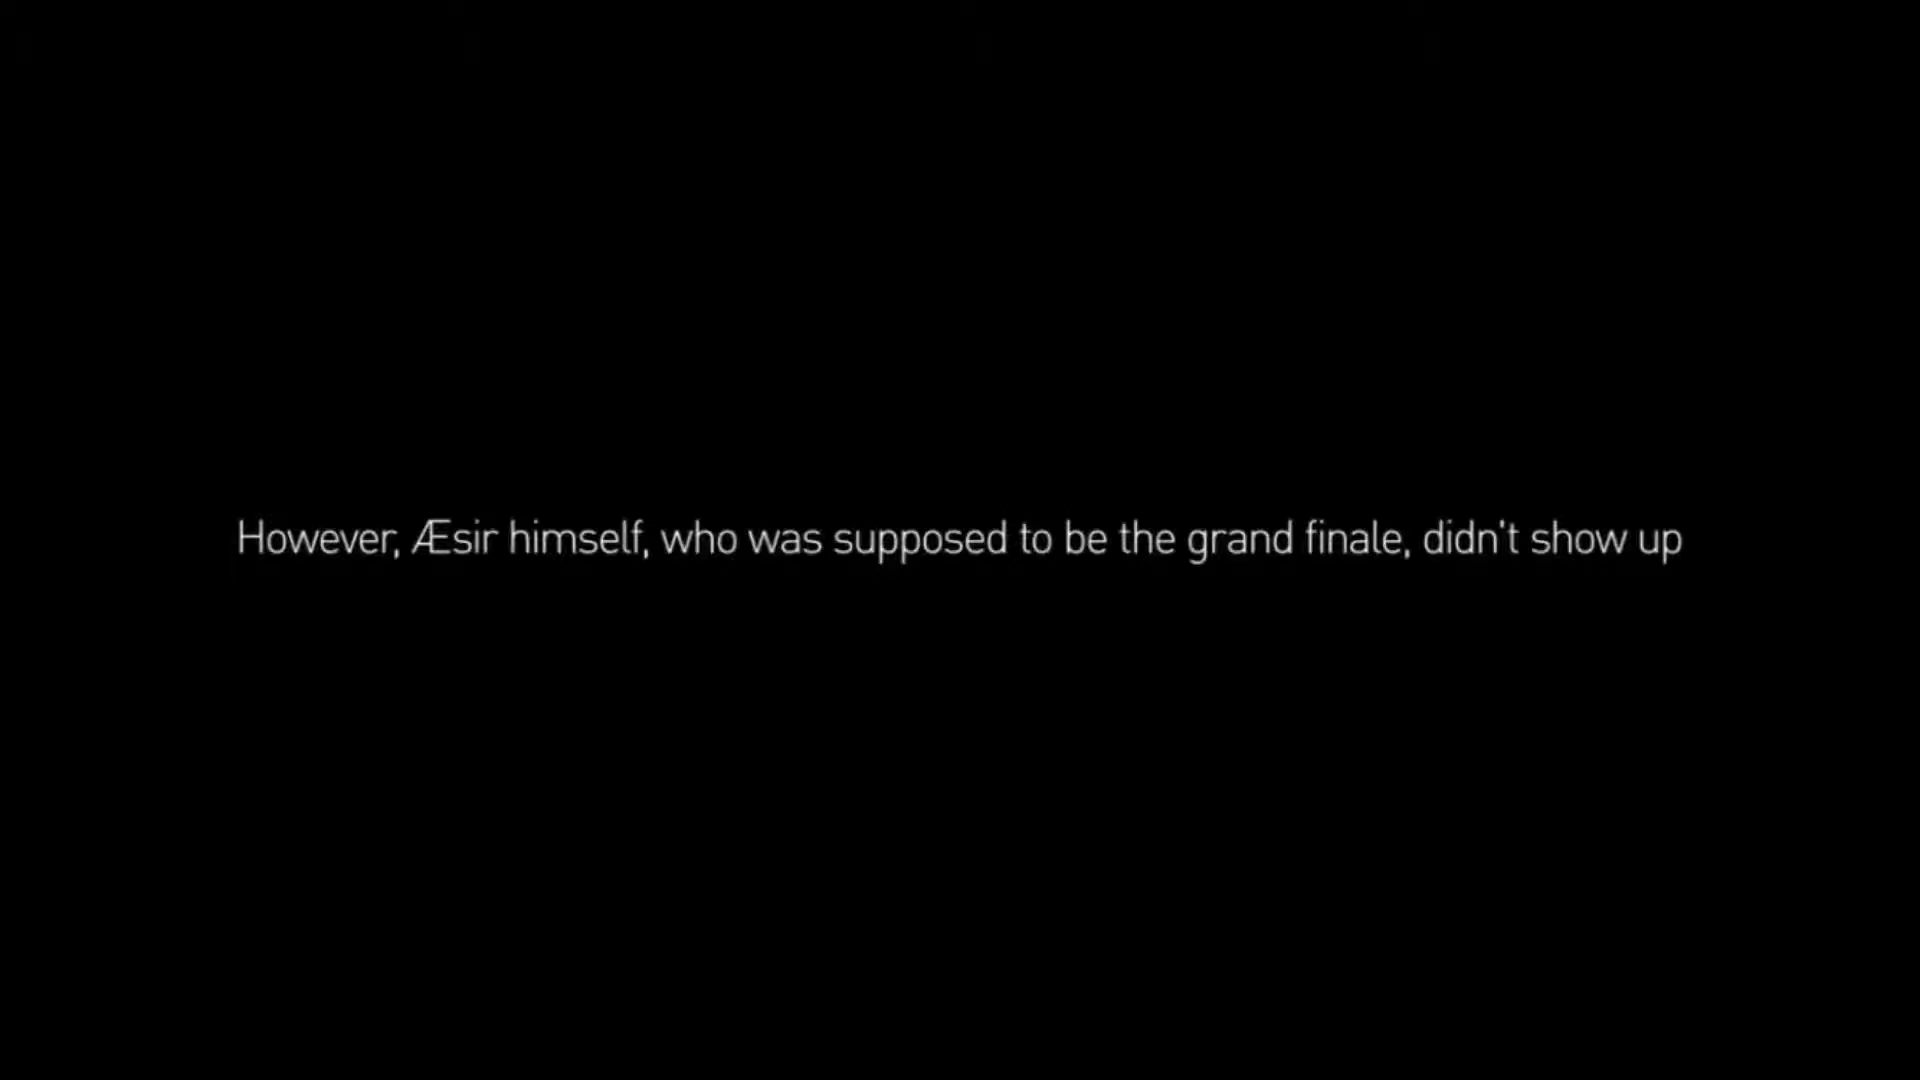 However, Æsir himself, who was supposed to be the grand finale, didn't show up